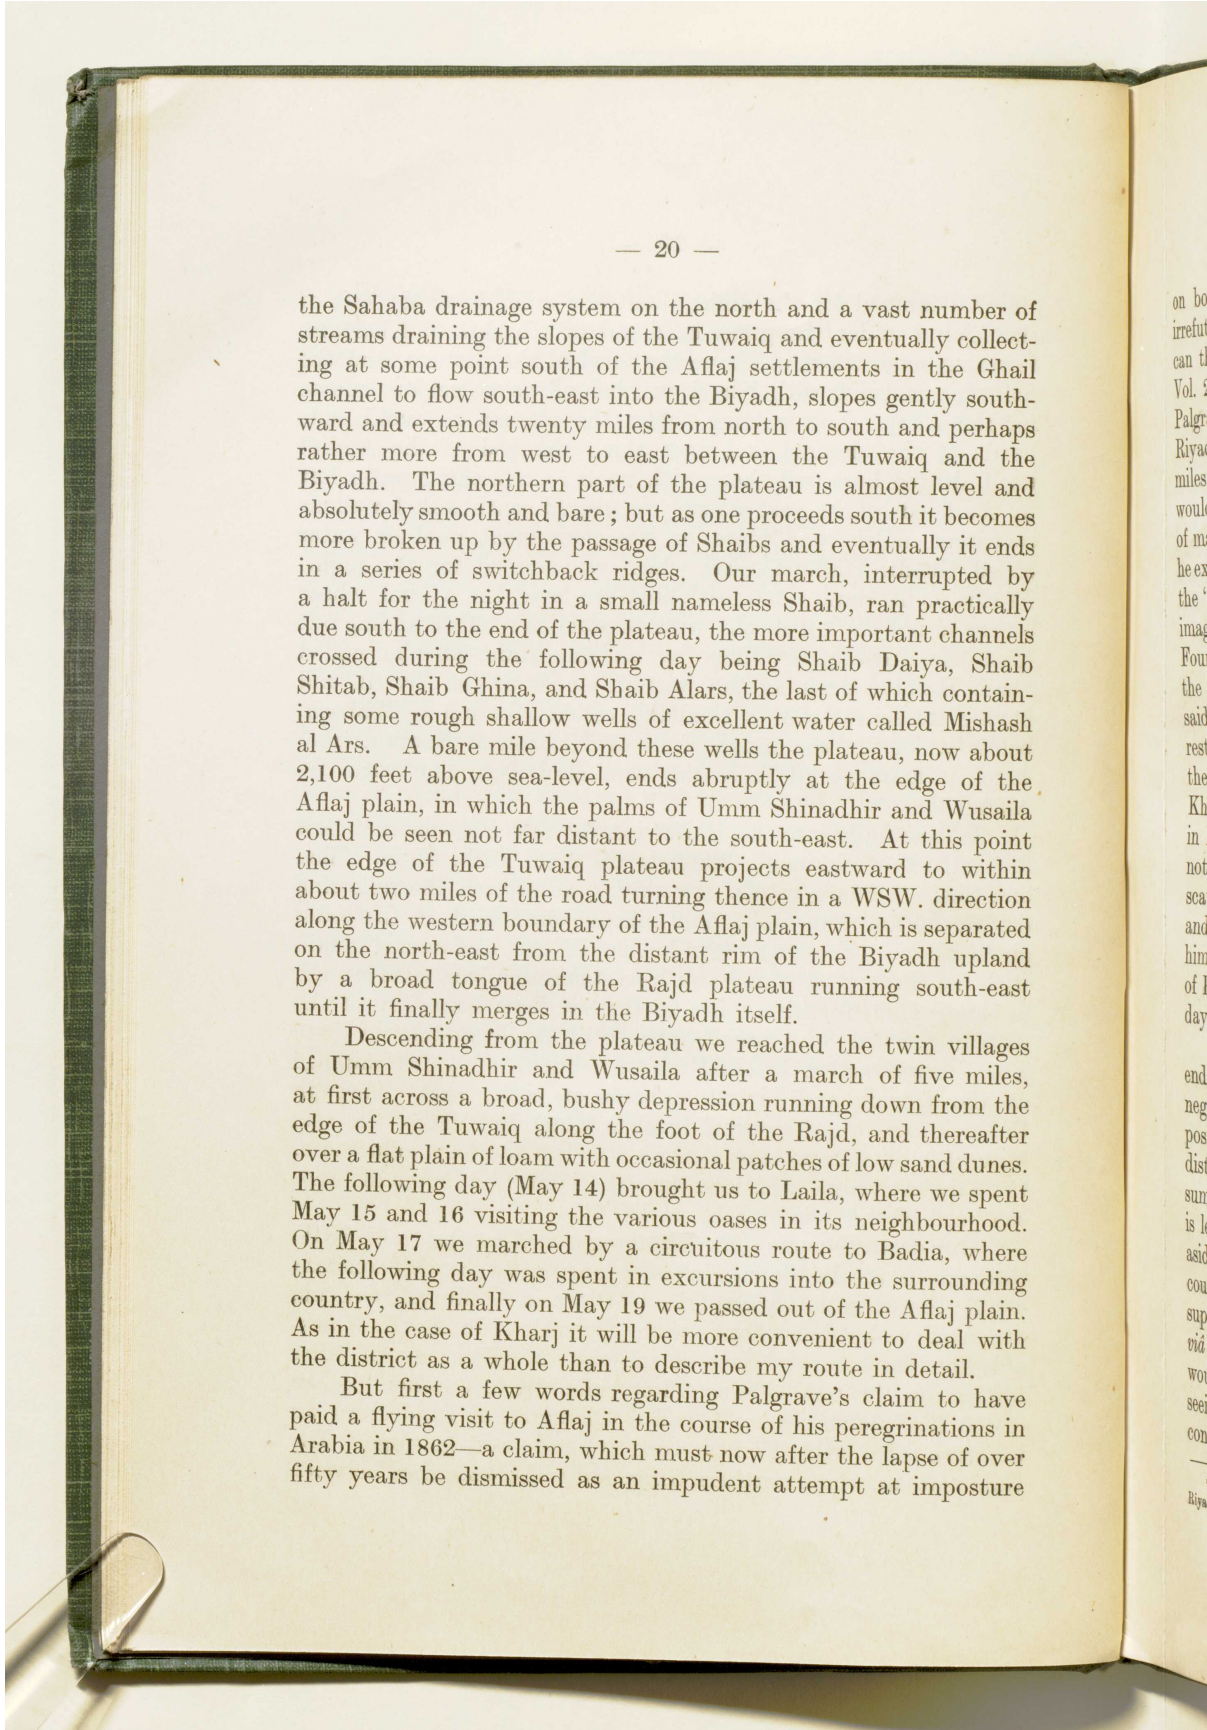 — 20 —
the Sahaba drainage system on the north and a vast number of
streams draining the slopes of the Tuwaiq and eventually collect-
ing at some point south of the Aflaj settlements in the Ghail
channel to flow south-east into the Biyadh, slopes gently south-
ward and extends twenty miles from north to south and perhaps
rather more from west to east between the Tuwaiq and the
Biyadh. The northern part of the plateau is almost level and
absolutely smooth and bare ; but as one proceeds south it becomes
more broken up by the passage of Shaibs and eventually it ends
in a series of switchback ridges. Our march, interrupted by
a halt for the night in a small nameless Shaib, ran practically
due south to the end of the plateau, the more important channels
crossed during the following day being Shaib Daiya, Shaib
Shitab, Shaib Ghina, and Shaib Alars, the last of which contain-
ing some rough shallow wells of excellent water called Mishash
al Ars. A bare mile beyond these wells the plateau, now about
2,100 feet above sea-level, ends abruptly at the edge of the
Aflaj plain, in which the palms of Umm Shinadhir and Wusaila
could be seen not far distant to the south-east. At this point
the edge of the Tuwaiq plateau projects eastward to within
about two miles of the road turning thence in a WSW. direction
along the western boundary of the Aflaj plain, which is separated
on the north-east from the distant rim of the Biyadh upland
by a broad tongue of the Rajd plateau running south-east
until it finally merges in the Biyadh itself.
Descending from the plateau we reached the twin villages
of Umm Shinadhir and Wusaila after a march of five miles,
at first across a broad, bushy depression running down from the
edge of the Tuwaiq along the foot of the Rajd, and thereafter
over a flat plain of loam with occasional patches of low sand dunes.
The following day (May 14) brought us to Laila, where we spent
May 15 and 16 visiting the various oases in its neighbourhood.
On May 17 we marched by a circuitous route to Badia, where
the following day was spent in excursions into the surrounding
country, and finally on May 19 we passed out of the Aflaj plain.
As in the case of Kharj it will be more convenient to deal with
the district as a whole than to describe my route in detail.
But first a few words regarding Palgrave's claim to have
paid a flying visit to Aflaj in the course of his peregrinations in
Arabia in 1862—a claim, which must now after the lapse of over
fifty years be dismissed as an impudent attempt at imposture